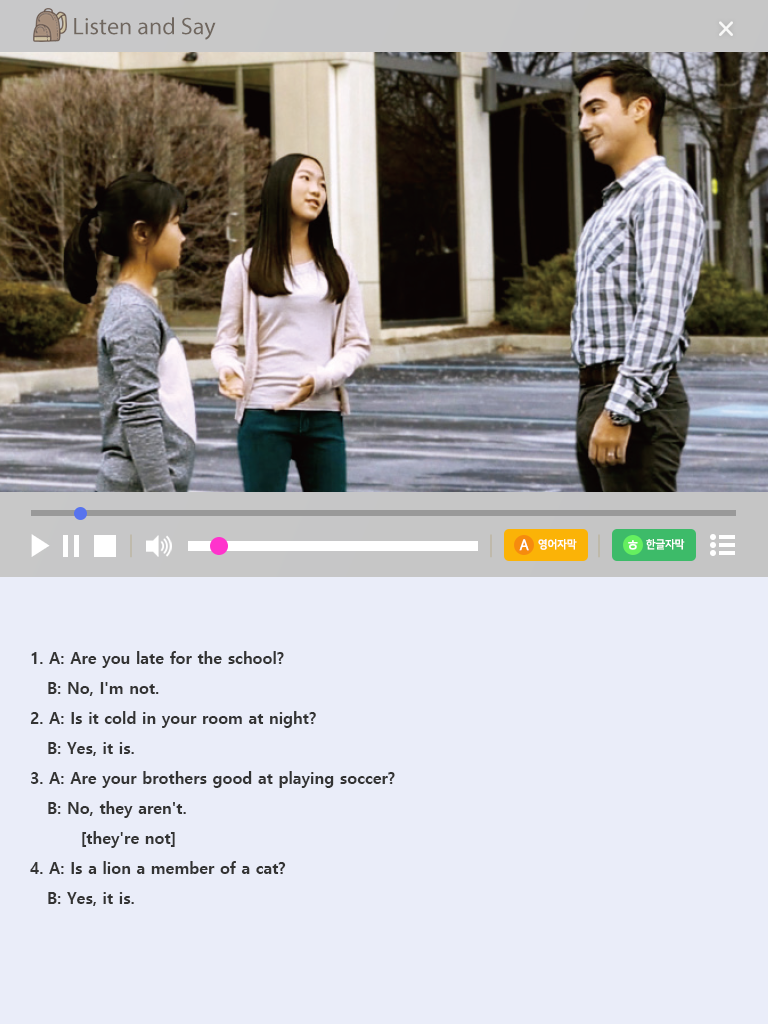 Listen and Say
A 영어자막 ㅎ 한글자막
1. A: Are you late for the school?
B: No, I'm not.
2. A: Is it cold in your room at night?
B: Yes, it is.
3. A: Are your brothers good at playing soccer?
B: No, they aren't.
[they're not]
4. A: Is a lion a member of a cat?
B: Yes, it is.